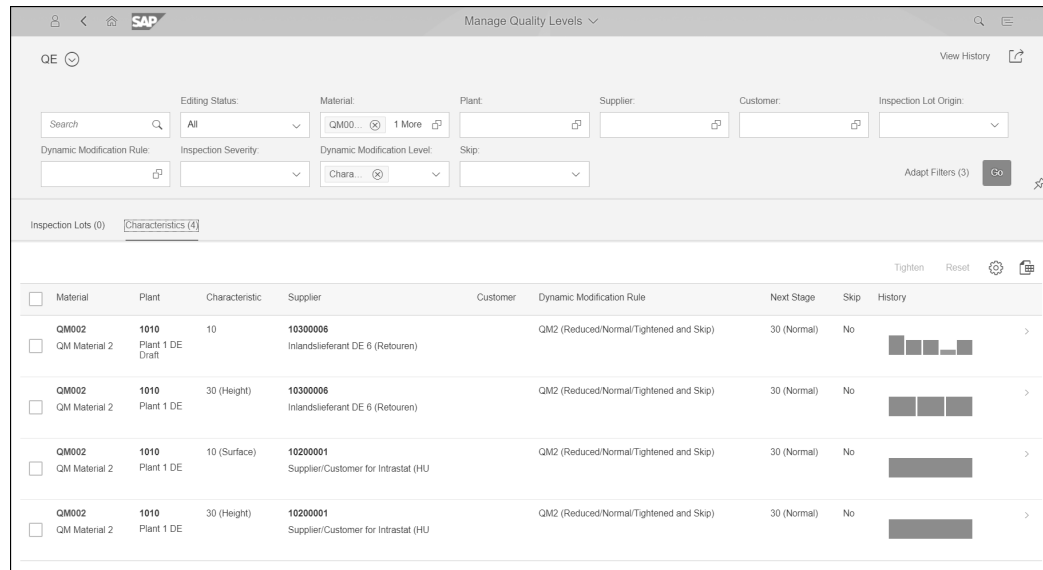 SAP
Manage Quality Levels
QE
View History
Editing Status:
Material:
Plant:
Supplier:
Customer:
Inspection Lot Origin:
Search
All
QM00...
1 More
Dynamic Modification Rule:
Inspection Severity:
Dynamic Modification Level:
Skip:
Chara...
Adapt Filters (3)
Go
Inspection Lots (0)
Characteristics (4)
Tighten
Reset
Material
Plant
Characteristic
Supplier
Customer
Dynamic Modification Rule
Next Stage
Skip
History
QM002
QM Material 2
1010
Plant 1 DE
Draft
10
10300006
Inlandslieferant DE 6 (Retouren)
QM2 (Reduced/Normal/Tightened and Skip)
30 (Normal)
No
QM002
QM Material 2
1010
Plant 1 DE
30 (Height)
10300006
Inlandslieferant DE 6 (Retouren)
QM2 (Reduced/Normal/Tightened and Skip)
30 (Normal)
No
QM002
QM Material 2
1010
Plant 1 DE
10 (Surface)
10200001
Supplier/Customer for Intrastat (HU
QM2 (Reduced/Normal/Tightened and Skip)
30 (Normal)
No
QM002
QM Material 2
1010
Plant 1 DE
30 (Height)
10200001
Supplier/Customer for Intrastat (HU
QM2 (Reduced/Normal/Tightened and Skip)
30 (Normal)
No